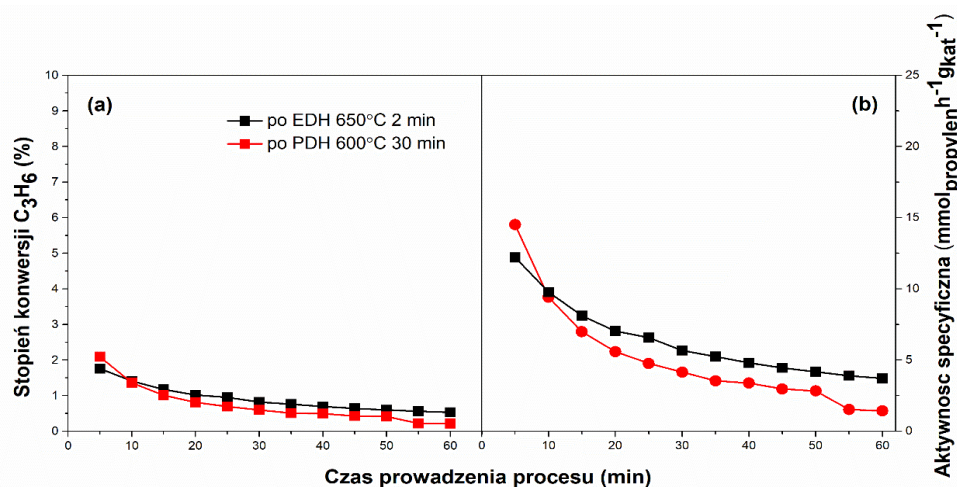 (a)
(b)
po EDH 650°C 2 min
po PDH 600°C 30 min
Stopień konwersji C3H6 (%)
10
9
8
7
6
5
4
3
2
1
0
0 10 20 30 40 50 60
0 10 20 30 40 50 60
25
20
15
10
5
0
Aktywność specyficzna (mmolpropylenh-1gkat-1)
Czas prowadzenia procesu (min)